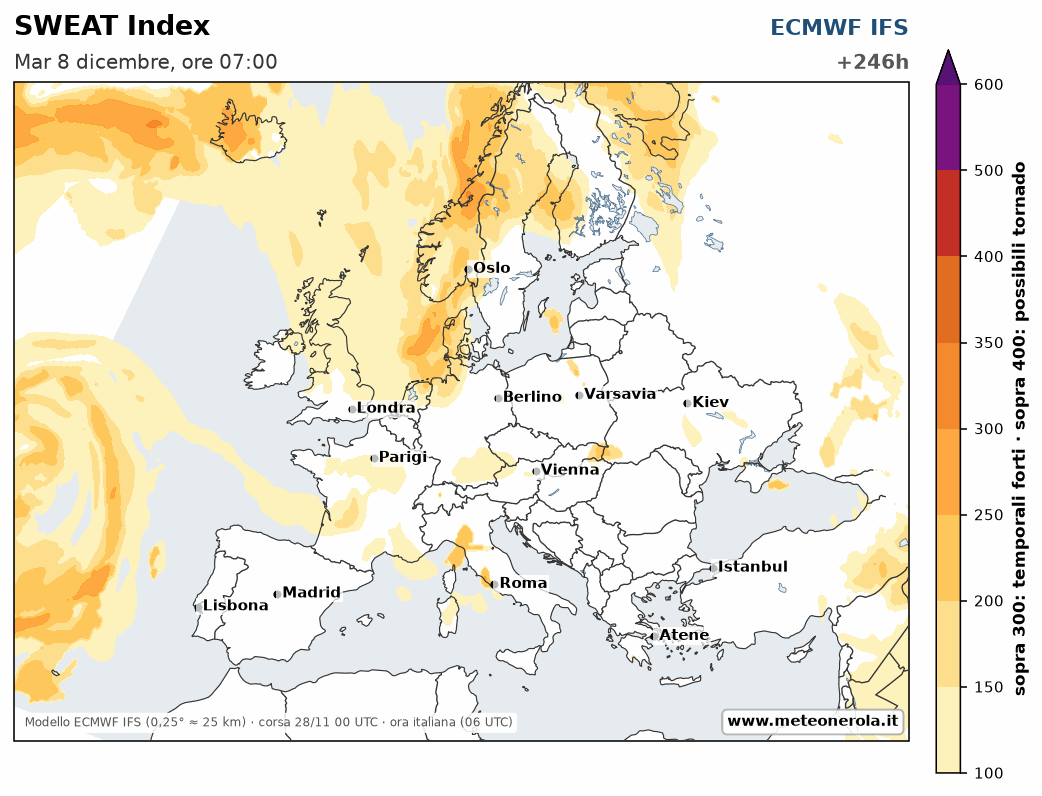 SWEAT Index
ECMWF IFS
Mar 8 dicembre, ore 07:00
+246h
600
500
400
350
300
250
200
150
100
sopra 300: temporali forti · sopra 400: possibili tornado
Oslo
Londra
Berlino
Varsavia
Kiev
Parigi
Vienna
Istanbul
Roma
Madrid
Lisbona
Atene
Modello ECMWF IFS (0,25° ≈ 25 km) · corsa 28/11 00 UTC · ora italiana (06 UTC)
www.meteonerola.it